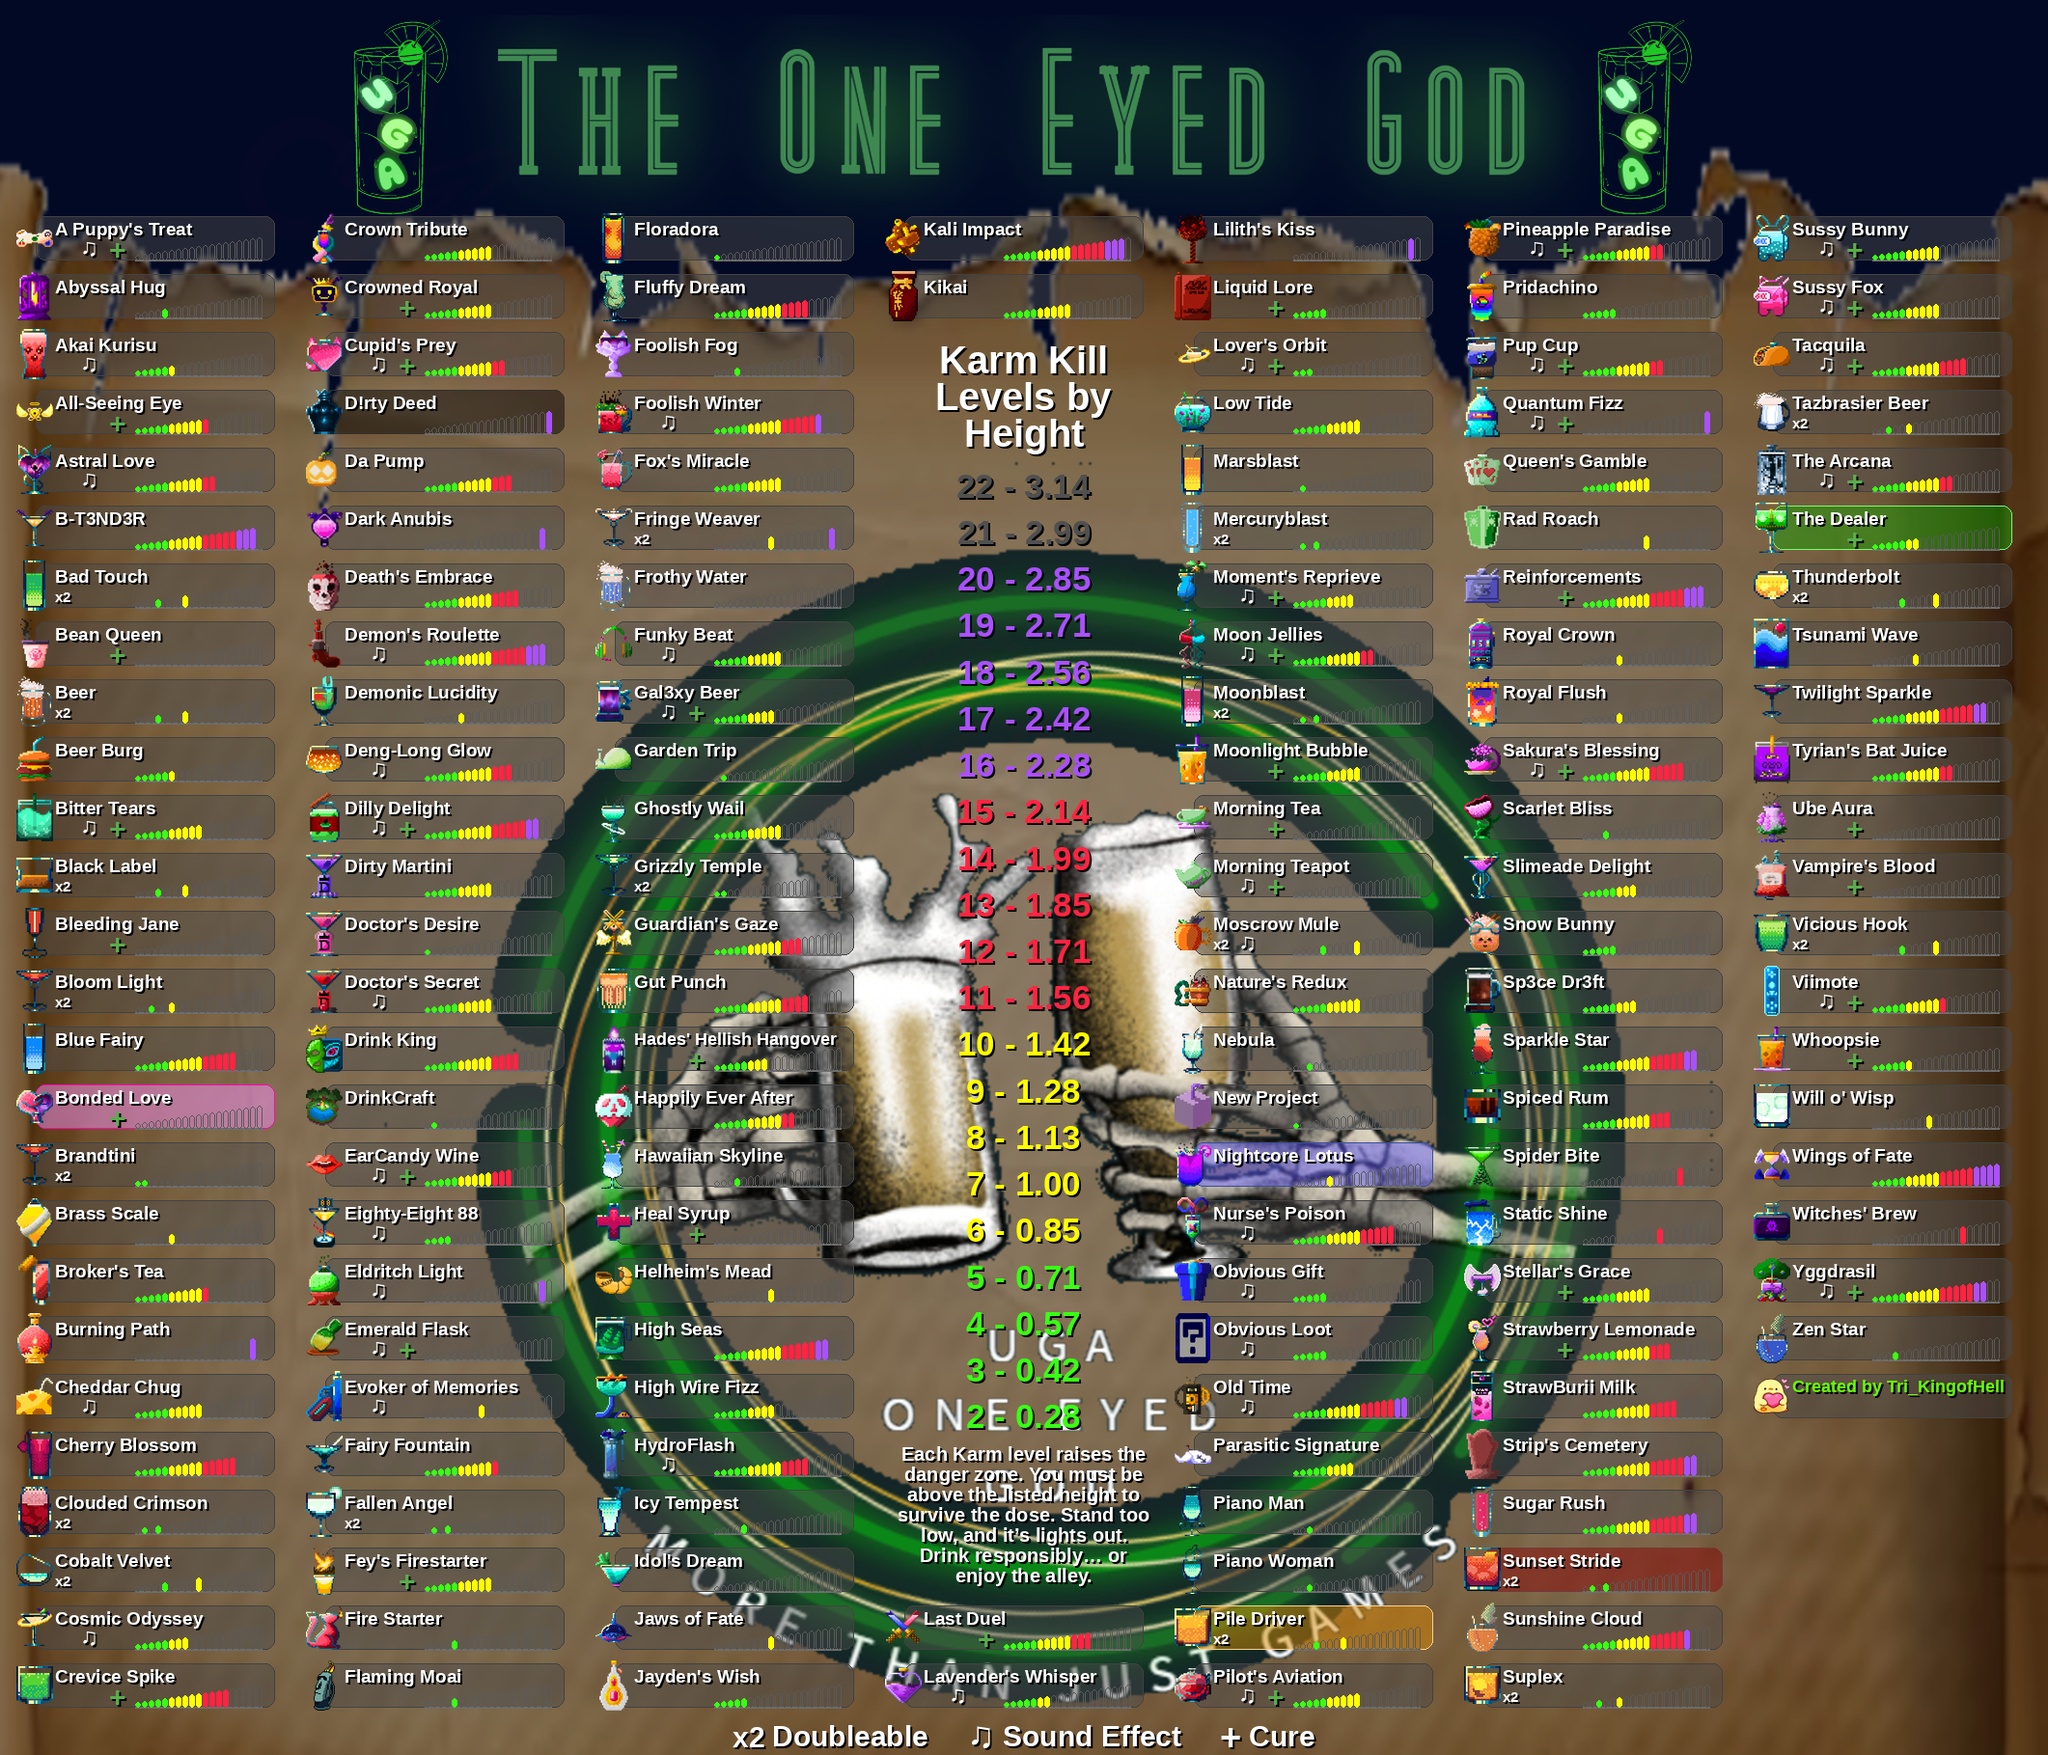 THE ONE EYED GOD
UGA
UGA
A Puppy's Treat
♫ +
Abyssal Hug
Akai Kurisu
♫
All-Seeing Eye
+
Astral Love
♫
B-T3ND3R
Bad Touch
x2
Bean Queen
+
Beer
x2
Beer Burg
Bitter Tears
♫ +
Black Label
x2
Bleeding Jane
+
Bloom Light
x2
Blue Fairy
Bonded Love
+
Brandtini
x2
Brass Scale
Broker's Tea
Burning Path
Cheddar Chug
♫
Cherry Blossom
Clouded Crimson
x2
Cobalt Velvet
x2
Cosmic Odyssey
♫
Crevice Spike
+
Crown Tribute
Crowned Royal
+
Cupid's Prey
♫ +
D!rty Deed
Da Pump
Dark Anubis
Death's Embrace
Demon's Roulette
♫
Demonic Lucidity
Deng-Long Glow
♫
Dilly Delight
♫ +
Dirty Martini
Doctor's Desire
Doctor's Secret
♫
Drink King
DrinkCraft
EarCandy Wine
♫ +
Eighty-Eight 88
♫
Eldritch Light
♫
Emerald Flask
♫ +
Evoker of Memories
♫
Fairy Fountain
Fallen Angel
x2
Fey's Firestarter
+
Fire Starter
Flaming Moai
Floradora
Fluffy Dream
Foolish Fog
Foolish Winter
♫
Fox's Miracle
Fringe Weaver
x2
Frothy Water
Funky Beat
♫
Gal3xy Beer
♫ +
Garden Trip
Ghostly Wail
Grizzly Temple
x2
Guardian's Gaze
Gut Punch
Hades' Hellish Hangover
+
Happily Ever After
Hawaiian Skyline
Heal Syrup
+
Helheim's Mead
High Seas
High Wire Fizz
HydroFlash
♫
Icy Tempest
Idol's Dream
Jaws of Fate
Jayden's Wish
Kali Impact
Kikai
Karm Kill
Levels by
Height
22 - 3.14
21 - 2.99
20 - 2.85
19 - 2.71
18 - 2.56
17 - 2.42
16 - 2.28
15 - 2.14
14 - 1.99
13 - 1.85
12 - 1.71
11 - 1.56
10 - 1.42
9 - 1.28
8 - 1.13
7 - 1.00
6 - 0.85
5 - 0.71
4 - 0.57
3 - 0.42
2 - 0.28
UGA
ONE EYED
GOD
MORE THAN JUST GAMES
Each Karm level raises the
danger zone. You must be
above the listed height to
survive the dose. Stand too
low, and it's lights out.
Drink responsibly… or
enjoy the alley.
Last Duel
+
Lavender's Whisper
♫
Lilith's Kiss
Liquid Lore
+
Lover's Orbit
♫ +
Low Tide
Marsblast
Mercuryblast
x2
Moment's Reprieve
♫ +
Moon Jellies
♫ +
Moonblast
x2
Moonlight Bubble
+
Morning Tea
+
Morning Teapot
♫ +
Moscrow Mule
x2 ♫
Nature's Redux
Nebula
New Project
Nightcore Lotus
Nurse's Poison
♫
Obvious Gift
♫
Obvious Loot
♫
Old Time
♫
Parasitic Signature
Piano Man
Piano Woman
Pile Driver
x2
Pilot's Aviation
♫ +
Pineapple Paradise
♫ +
Pridachino
Pup Cup
♫ +
Quantum Fizz
♫ +
Queen's Gamble
Rad Roach
Reinforcements
+
Royal Crown
Royal Flush
Sakura's Blessing
♫ +
Scarlet Bliss
Slimeade Delight
Snow Bunny
Sp3ce Dr3ft
Sparkle Star
Spiced Rum
Spider Bite
Static Shine
Stellar's Grace
+
Strawberry Lemonade
+
StrawBurii Milk
Strip's Cemetery
Sugar Rush
Sunset Stride
x2
Sunshine Cloud
Suplex
x2
Sussy Bunny
♫ +
Sussy Fox
♫ +
Tacquila
♫
Tazbrasier Beer
x2
The Arcana
♫ +
The Dealer
+
Thunderbolt
x2
Tsunami Wave
Twilight Sparkle
Tyrian's Bat Juice
Ube Aura
+
Vampire's Blood
+
Vicious Hook
x2
Viimote
♫ +
Whoopsie
+
Will o' Wisp
Wings of Fate
Witches' Brew
Yggdrasil
♫ +
Zen Star
Created by Tri_KingofHell
x2 Doubleable ♫ Sound Effect + Cure